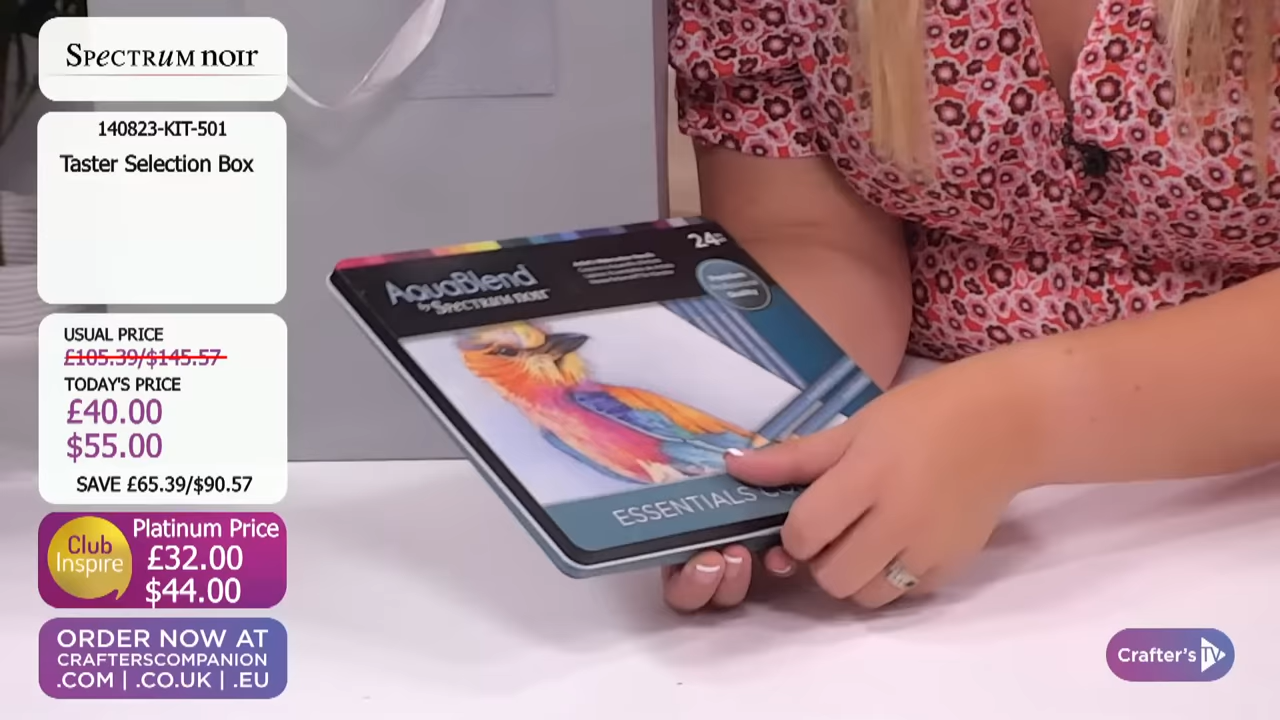 SPECTRUM NOIR
140823-KIT-501
Taster Selection Box
USUAL PRICE
£105.39/$145.57
TODAY'S PRICE
£40.00
$55.00
SAVE £65.39/$90.57
Club
Inspire
Platinum Price
£32.00
$44.00
ORDER NOW AT
CRAFTERSCOMPANION
.COM | .CO.UK | .EU
24
AquaBlend
by SPECTRUM NOIR
ESSENTIALS
Crafter's TV